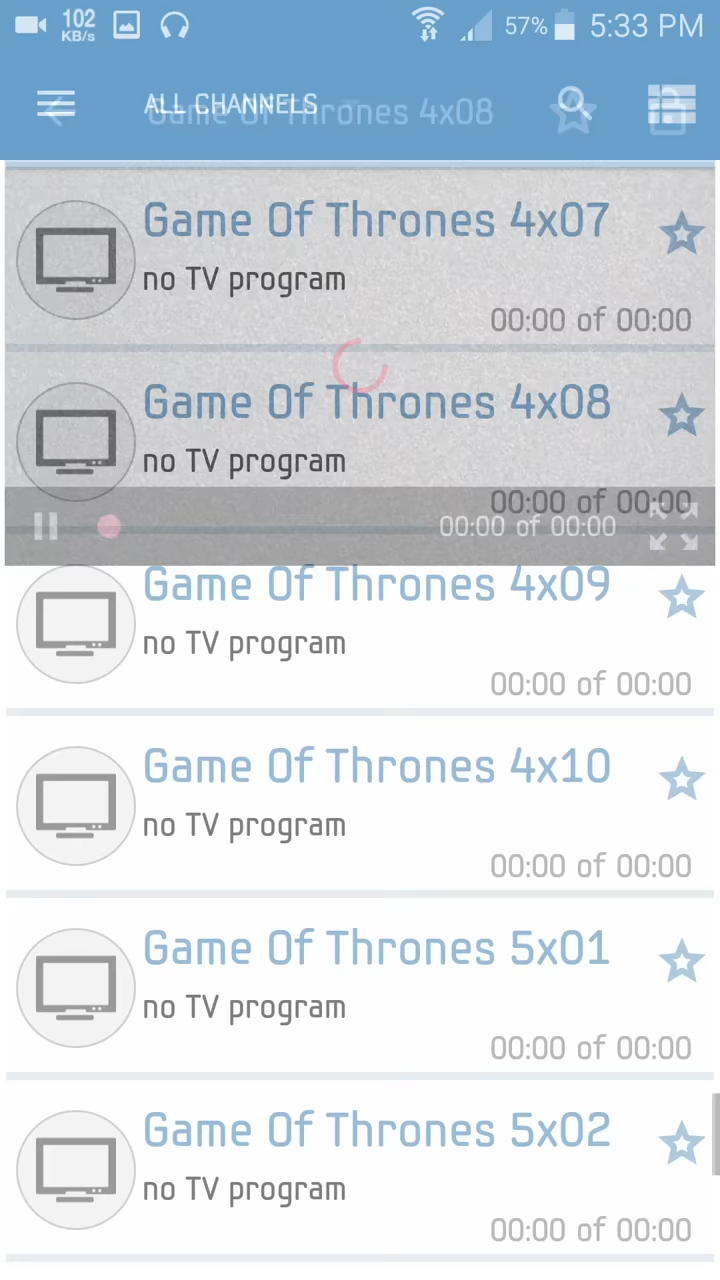 102
KB/s
57%
5:33 PM
ALL CHANNELS
Game Of Thrones 4x08
Game Of Thrones 4x07
no TV program
00:00 of 00:00
Game Of Thrones 4x08
no TV program
00:00 of 00:00
00:00 of 00:00
Game Of Thrones 4x09
no TV program
00:00 of 00:00
Game Of Thrones 4x10
no TV program
00:00 of 00:00
Game Of Thrones 5x01
no TV program
00:00 of 00:00
Game Of Thrones 5x02
no TV program
00:00 of 00:00